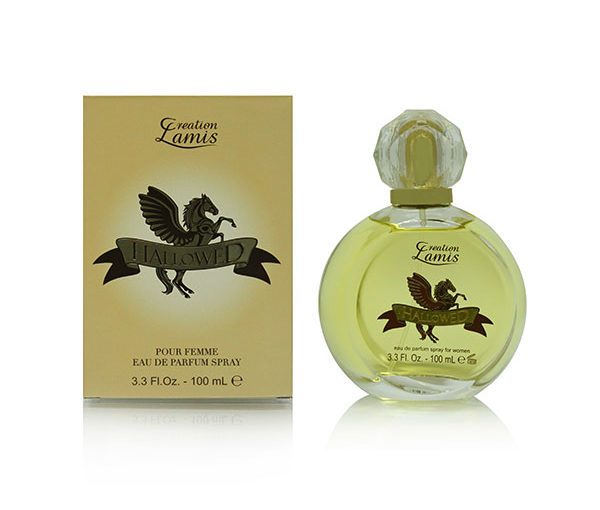 Creation
Lamis
HALLOWED
POUR FEMME
EAU DE PARFUM SPRAY
3.3 Fl.Oz. - 100 mL ℮
Creation
Lamis
HALLOWED
eau de parfum spray for women
3.3 Fl.Oz. - 100 mL ℮